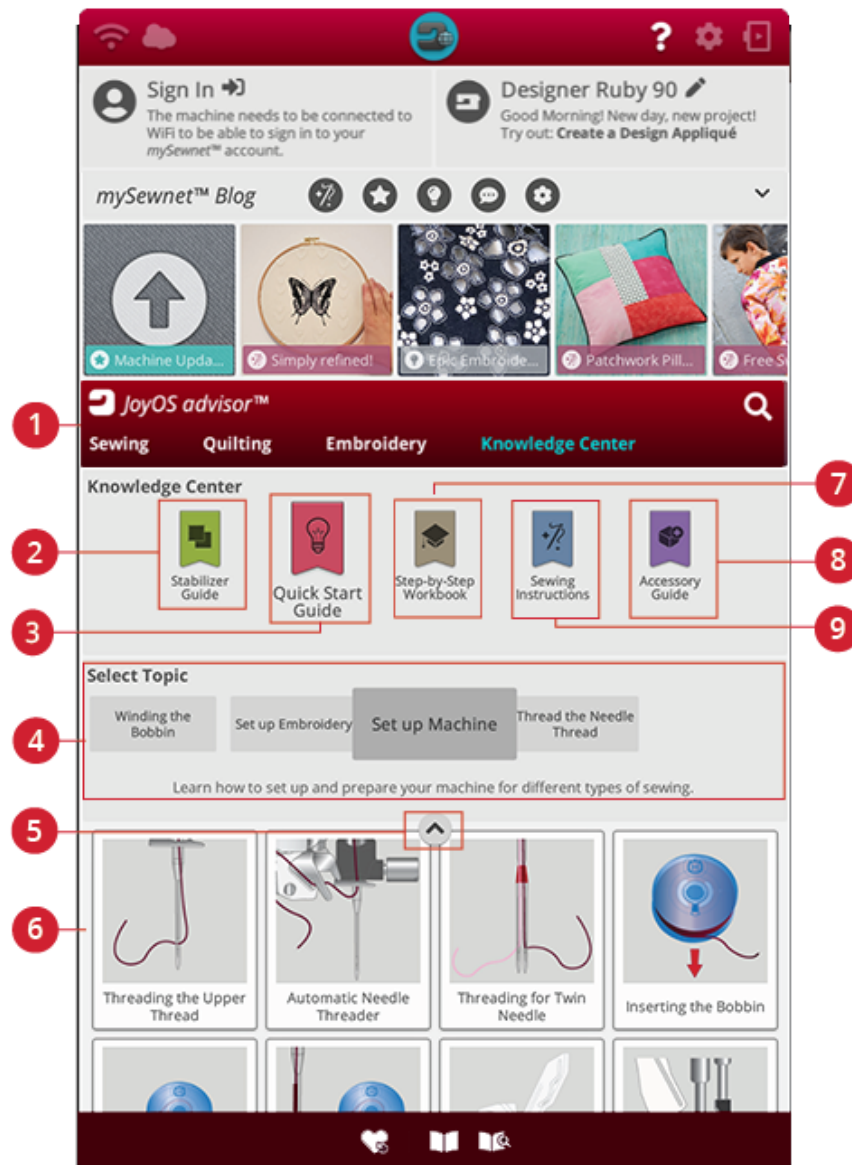 ?
Sign In
The machine needs to be connected to
WiFi to be able to sign in to your
mySewnet™ account.
Designer Ruby 90
Good Morning! New day, new project!
Try out: Create a Design Appliqué
mySewnet™ Blog
Machine Upda...
Simply refined!
Epic Embroide...
Patchwork Pill...
Free Su
1
JoyOS advisor™
Sewing
Quilting
Embroidery
Knowledge Center
Knowledge Center
7
2
Stabilizer
Guide
Quick Start
Guide
Step-by-Step
Workbook
Sewing
Instructions
Accessory
Guide
8
3
9
Select Topic
4
Winding the
Bobbin
Set up Embroidery
Set up Machine
Thread the Needle
Thread
Learn how to set up and prepare your machine for different types of sewing.
5
6
Threading the Upper
Thread
Automatic Needle
Threader
Threading for Twin
Needle
Inserting the Bobbin